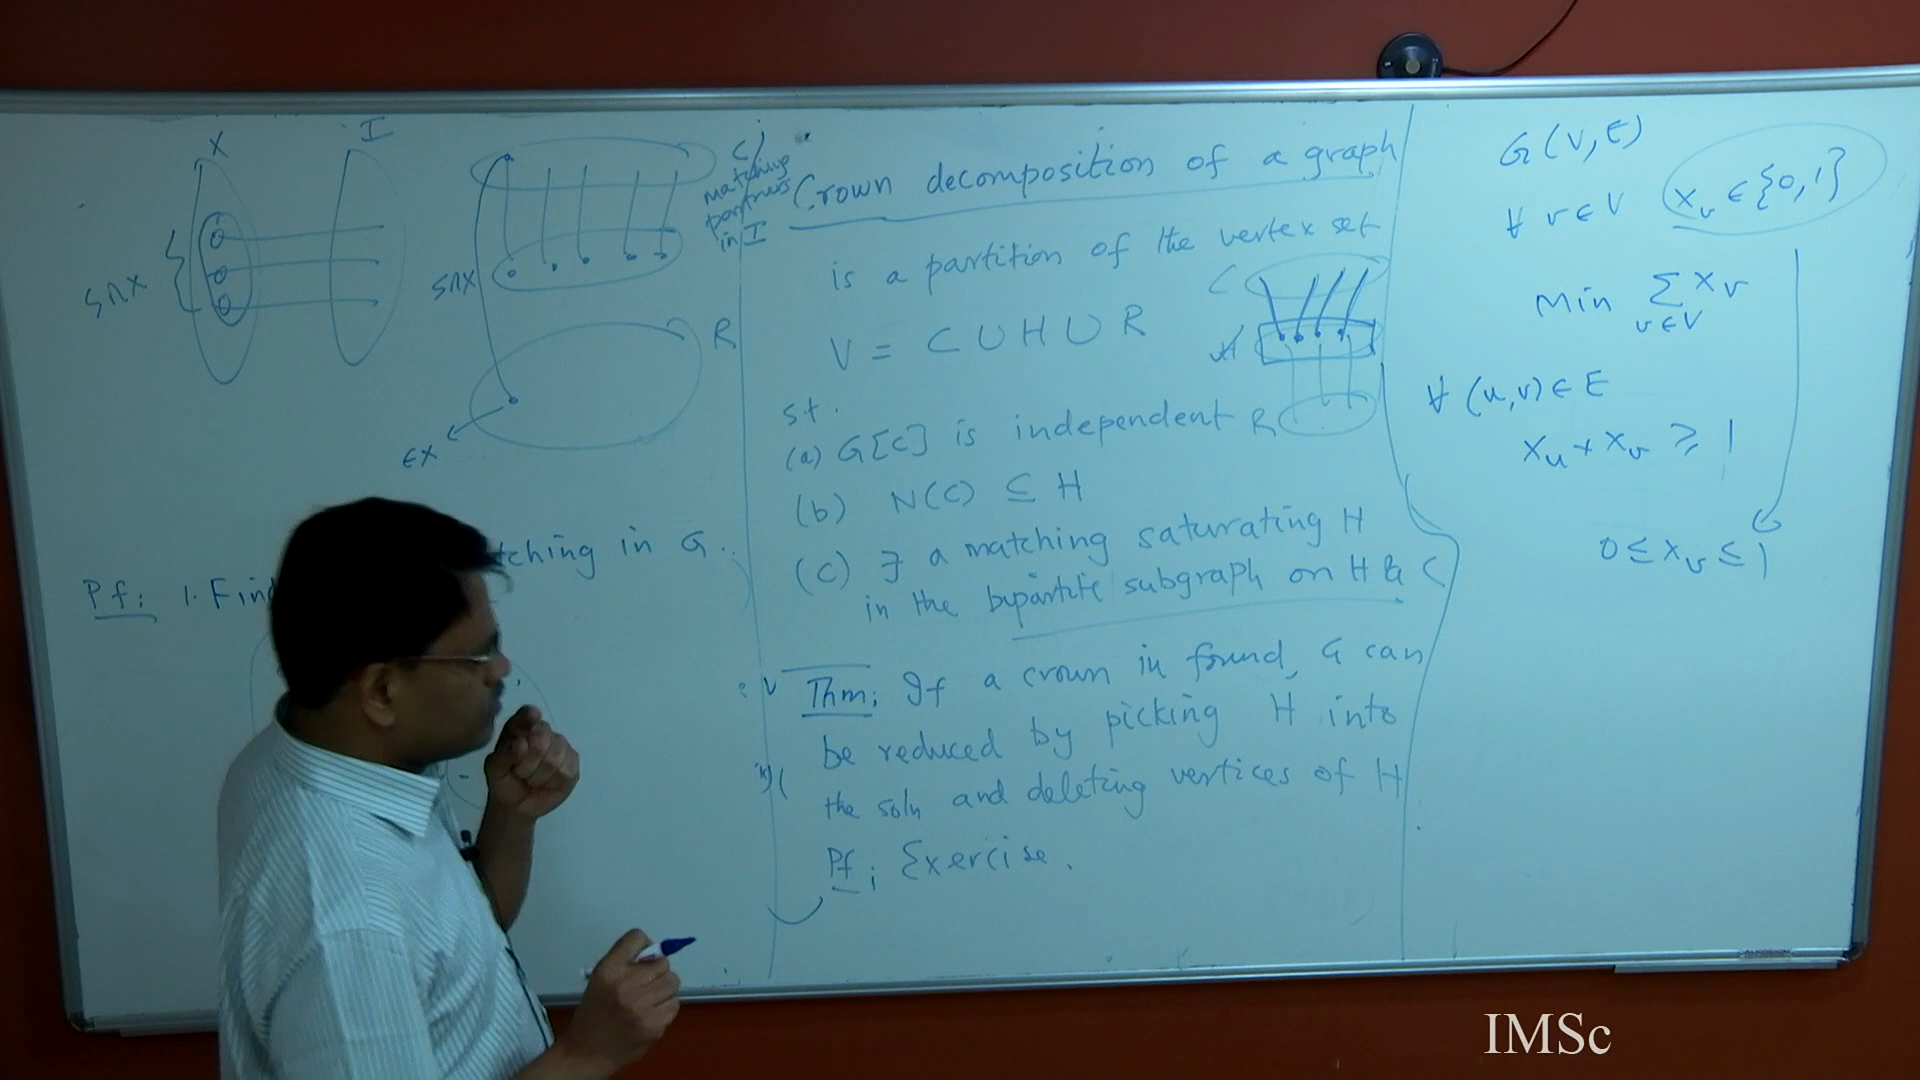 X
I
S∩X
S∩X
C)
matching
partners
in I
R
∈X
tching in G.
Pf: 1. Find
Crown decomposition of a graph
is a partition of the vertex set
V = C ∪ H ∪ R
C
H
R
st.
(a) G[C] is independent
(b) N(C) ⊆ H
(c) ∃ a matching saturating H
in the bipartite subgraph on H & C
Thm: If a crown in found, G can
be reduced by picking H into
the soln and deleting vertices of H
Pf: Exercise.
G(V,E)
∀ v ∈ V x_v ∈ {0,1}
Min Σ x_v
v∈V
∀ (u,v) ∈ E
x_u + x_v ≥ 1
0 ≤ x_v ≤ 1
IMSc